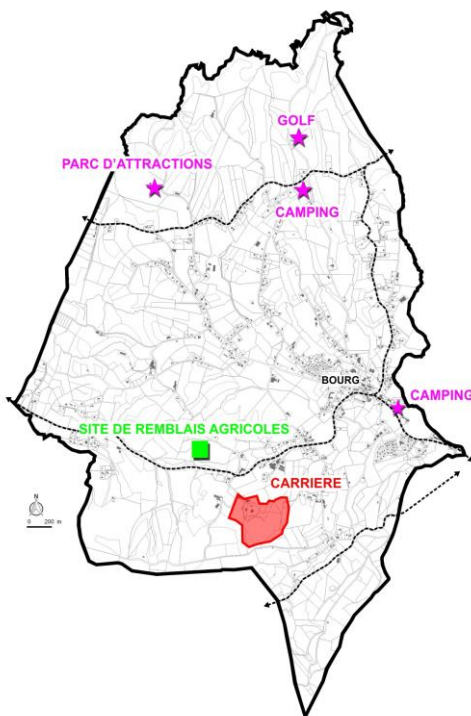 GOLF
PARC D'ATTRACTIONS
CAMPING
BOURG
CAMPING
SITE DE REMBLAIS AGRICOLES
CARRIERE
N
0 200 m